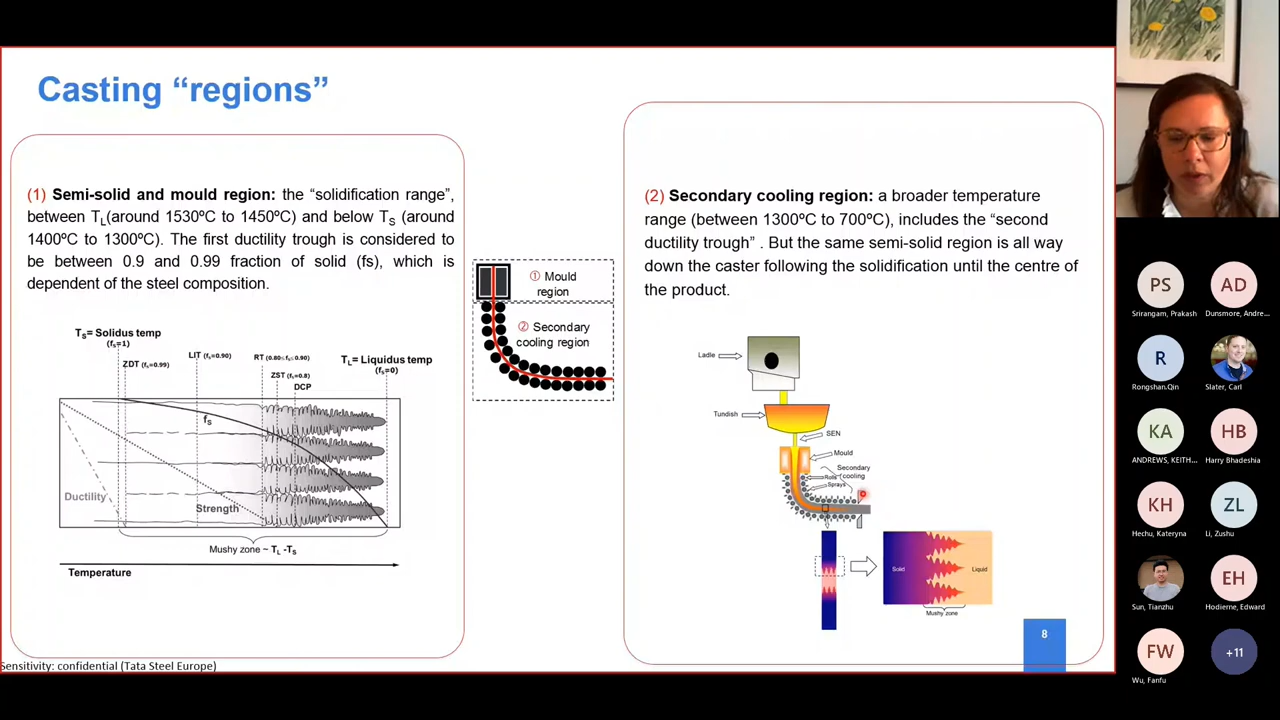 Casting “regions”
(1) Semi-solid and mould region: the “solidification range”,
between TL(around 1530ºC to 1450ºC) and below TS (around
1400ºC to 1300ºC). The first ductility trough is considered to
be between 0.9 and 0.99 fraction of solid (fs), which is
dependent of the steel composition.
TS= Solidus temp
(fS=1)
ZDT (fS=0.99)
LIT (fS=0.90)
RT (0.80≤fS≤0.90)
ZST (fS=0.8)
DCP
TL= Liquidus temp
(fS=0)
fS
Ductility
Strength
Mushy zone ~ TL -TS
Temperature
① Mould
region
② Secondary
cooling region
(2) Secondary cooling region: a broader temperature
range (between 1300ºC to 700ºC), includes the “second
ductility trough” . But the same semi-solid region is all way
down the caster following the solidification until the centre of
the product.
Ladle
Tundish
SEN
Mould
Secondary
cooling
Rolls
Sprays
Solid
Liquid
Mushy zone
8
Sensitivity: confidential (Tata Steel Europe)
PS
Srirangam, Prakash
AD
Dunsmore, Andre...
R
Rongshan.Qin
Slater, Carl
KA
ANDREWS, KEITH...
HB
Harry Bhadeshia
KH
Hechu, Kateryna
ZL
Li, Zushu
Sun, Tianzhu
EH
Hodierne, Edward
FW
Wu, Fanfu
+11